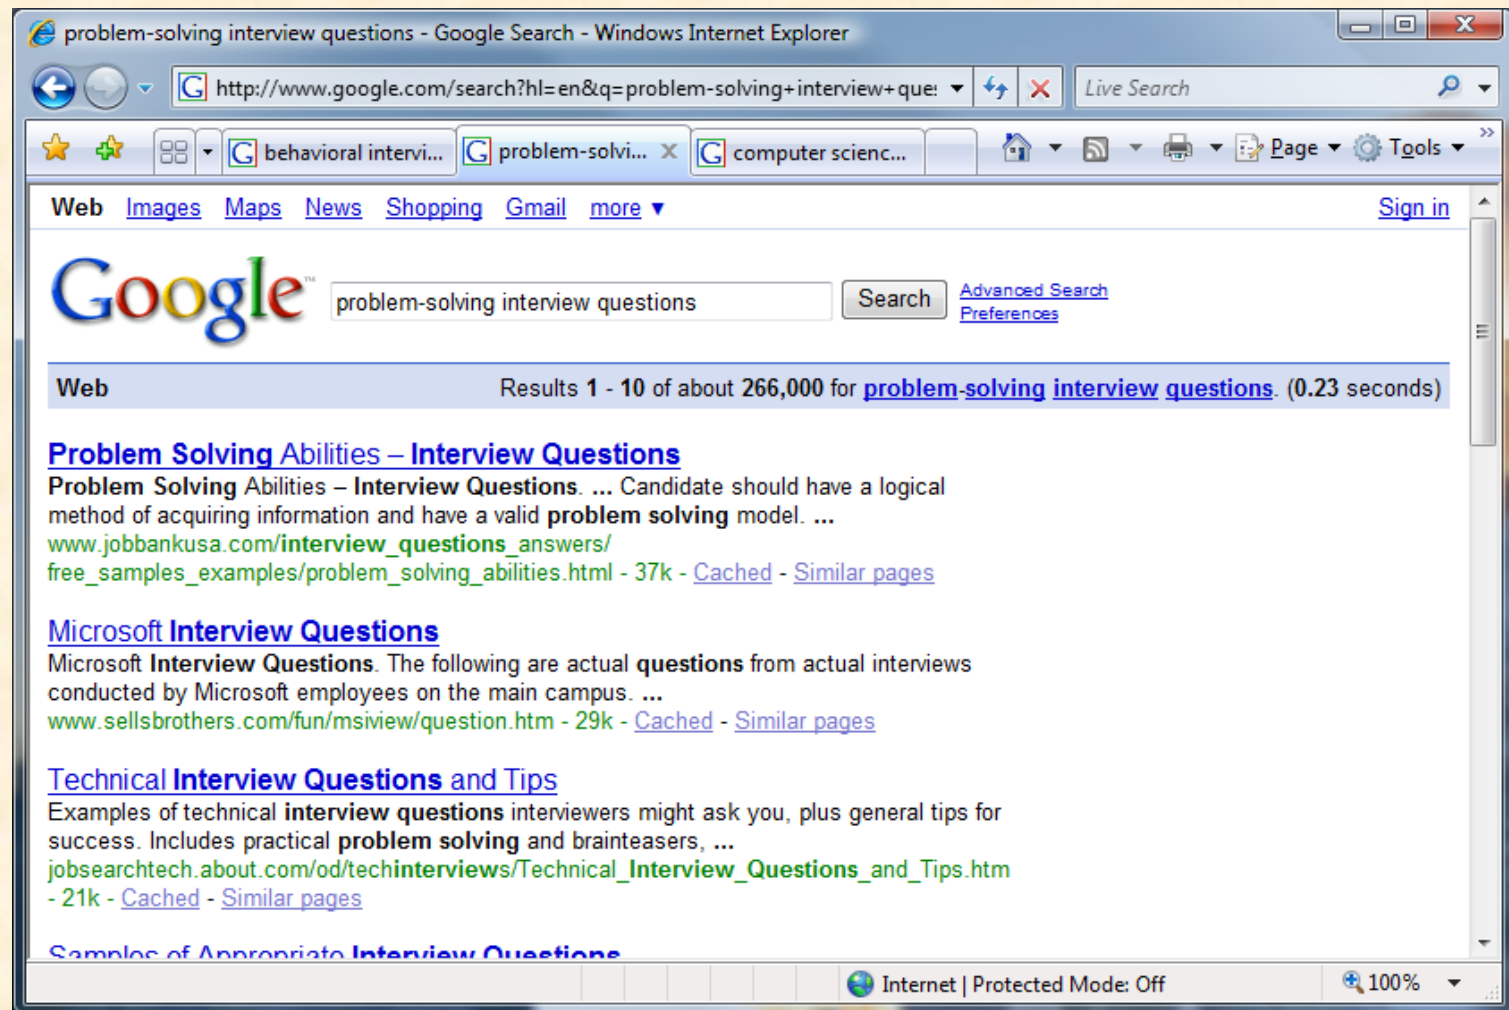 problem-solving interview questions - Google Search - Windows Internet Explorer
http://www.google.com/search?hl=en&q=problem-solving+interview+que
Live Search
behavioral intervi...
problem-solvi...
computer scienc...
Page
Tools
Web Images Maps News Shopping Gmail more ▼
Sign in
Google™
problem-solving interview questions
Search
Advanced Search
Preferences
Web
Results 1 - 10 of about 266,000 for problem-solving interview questions. (0.23 seconds)
Problem Solving Abilities – Interview Questions
Problem Solving Abilities – Interview Questions. ... Candidate should have a logical
method of acquiring information and have a valid problem solving model. ...
www.jobbankusa.com/interview_questions_answers/
free_samples_examples/problem_solving_abilities.html - 37k - Cached - Similar pages
Microsoft Interview Questions
Microsoft Interview Questions. The following are actual questions from actual interviews
conducted by Microsoft employees on the main campus. ...
www.sellsbrothers.com/fun/msiview/question.htm - 29k - Cached - Similar pages
Technical Interview Questions and Tips
Examples of technical interview questions interviewers might ask you, plus general tips for
success. Includes practical problem solving and brainteasers, ...
jobsearchtech.about.com/od/techinterviews/Technical_Interview_Questions_and_Tips.htm
- 21k - Cached - Similar pages
Samples of Appropriate Interview Questions
Internet | Protected Mode: Off
100%